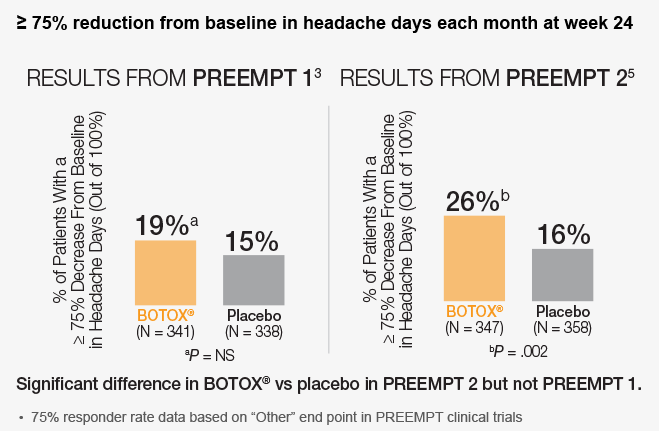 ≥ 75% reduction from baseline in headache days each month at week 24
RESULTS FROM PREEMPT 1³
% of Patients With a
≥ 75% Decrease From Baseline
in Headache Days (Out of 100%)
19%ᵃ
15%
BOTOX®
(N = 341)
Placebo
(N = 338)
ᵃP = NS
RESULTS FROM PREEMPT 2⁵
% of Patients With a
≥ 75% Decrease From Baseline
in Headache Days (Out of 100%)
26%ᵇ
16%
BOTOX®
(N = 347)
Placebo
(N = 358)
ᵇP = .002
Significant difference in BOTOX® vs placebo in PREEMPT 2 but not PREEMPT 1.
• 75% responder rate data based on “Other” end point in PREEMPT clinical trials